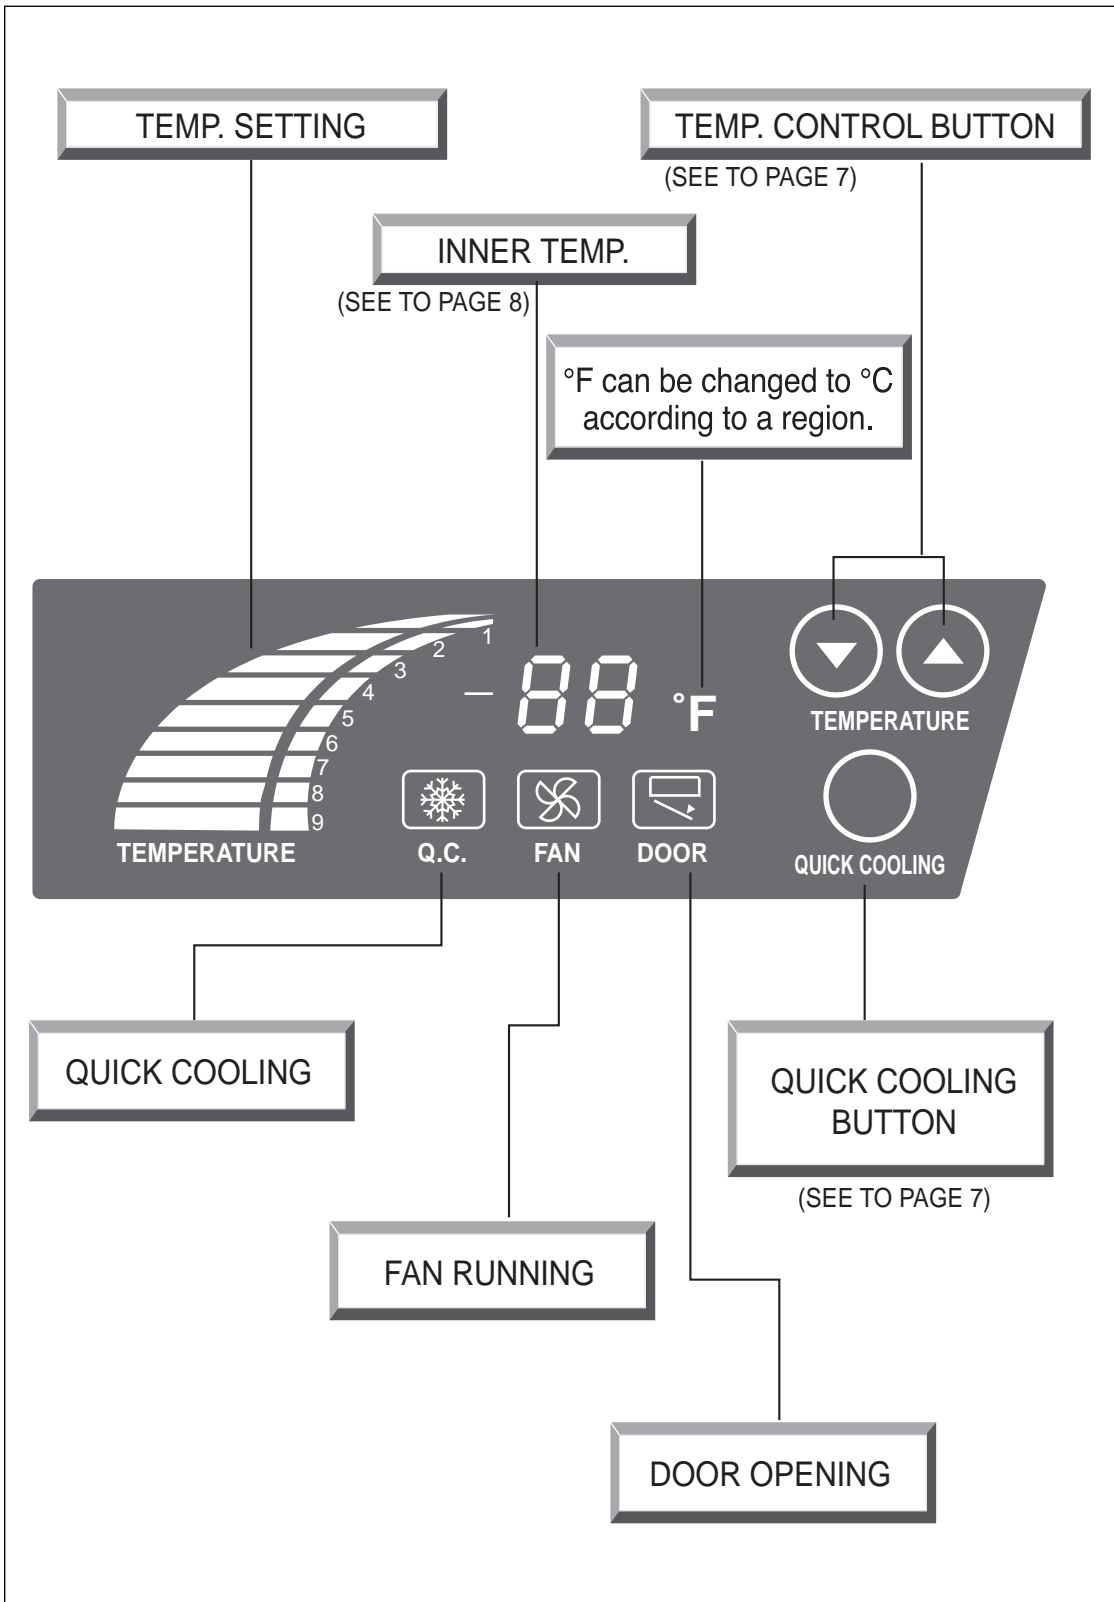 TEMP. SETTING
TEMP. CONTROL BUTTON
(SEE TO PAGE 7)
INNER TEMP.
(SEE TO PAGE 8)
°F can be changed to °C
according to a region.
1
2
3
4
5
6
7
8
9
TEMPERATURE
-88 °F
Q.C.
FAN
DOOR
TEMPERATURE
QUICK COOLING
QUICK COOLING
QUICK COOLING
BUTTON
(SEE TO PAGE 7)
FAN RUNNING
DOOR OPENING